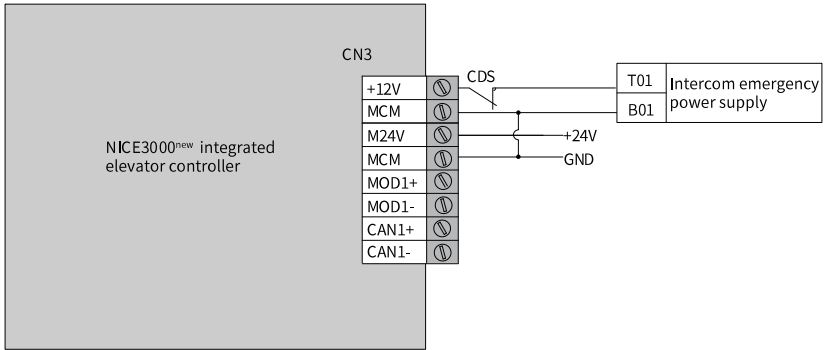 CN3
+12V
MCM
M24V
MCM
MOD1+
MOD1-
CAN1+
CAN1-
NICE3000new integrated
elevator controller
CDS
+24V
GND
T01
B01
Intercom emergency
power supply